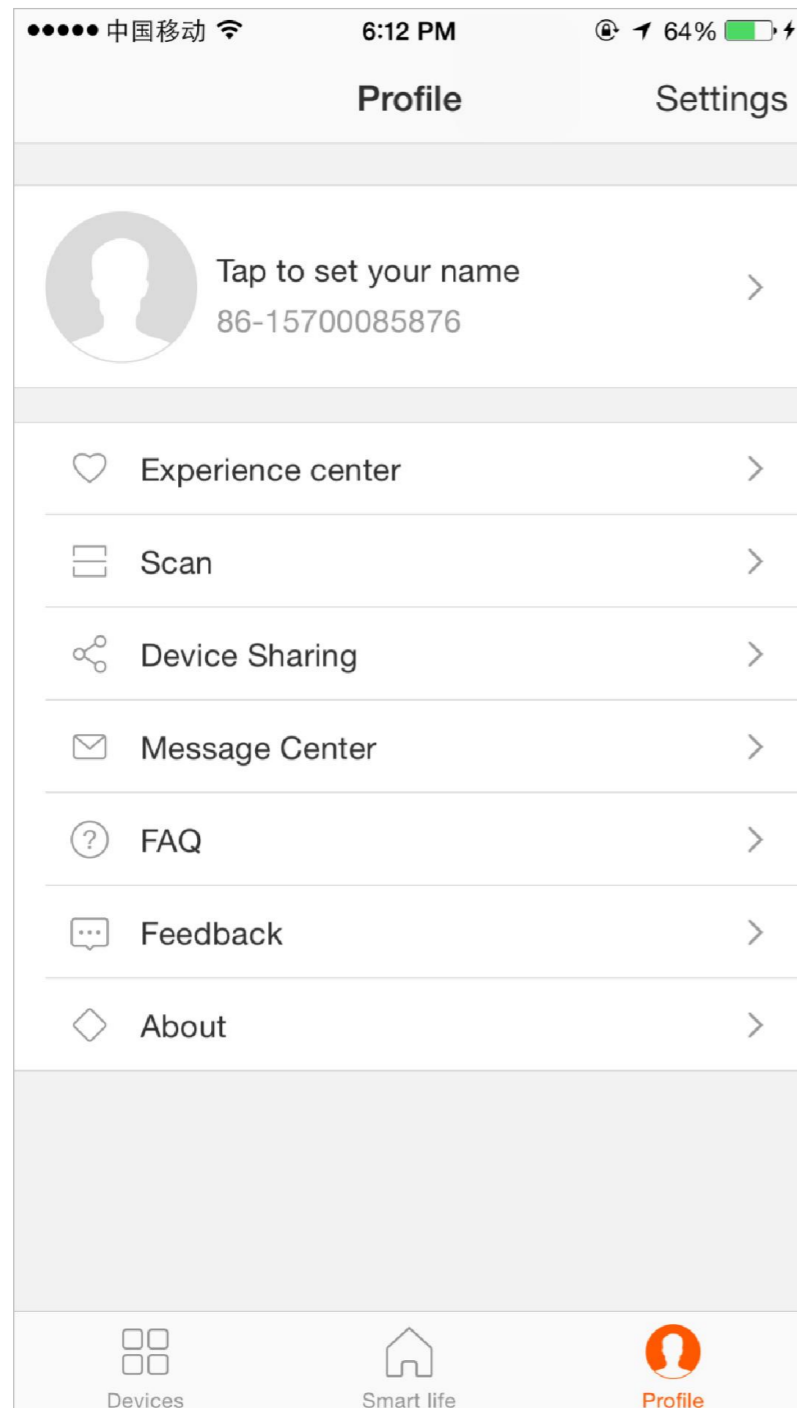 中国移动 6:12 PM 64%
Profile Settings
Tap to set your name
86-15700085876
Experience center
Scan
Device Sharing
Message Center
FAQ
Feedback
About
Devices Smart life Profile